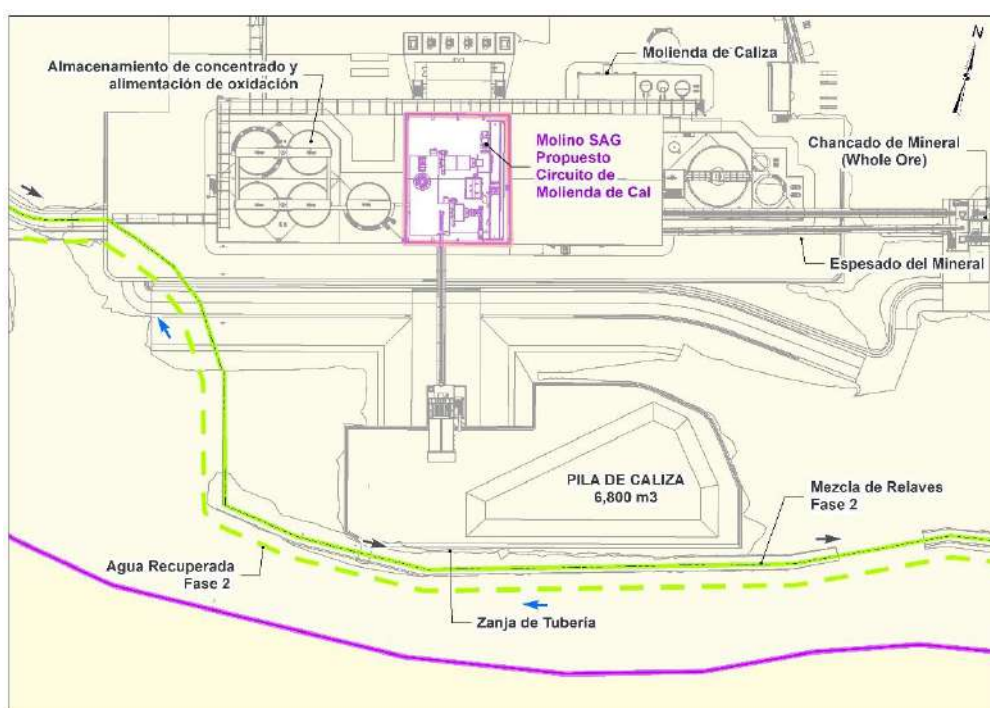 N
Molienda de Caliza
Almacenamiento de concentrado y
alimentación de oxidación
Molino SAG
Propuesto
Circuito de
Molienda de Cal
Chancado de Mineral
(Whole Ore)
Espesado del Mineral
PILA DE CALIZA
6,800 m3
Mezcla de Relaves
Fase 2
Agua Recuperada
Fase 2
Zanja de Tubería